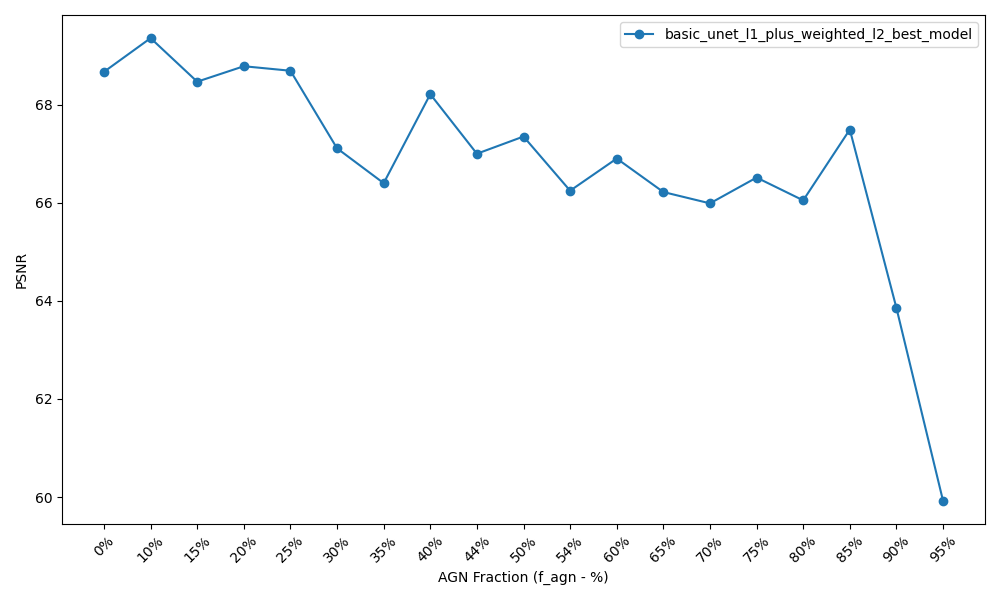 basic_unet_l1_plus_weighted_l2_best_model
PSNR
68
66
64
62
60
0% 10% 15% 20% 25% 30% 35% 40% 44% 50% 54% 60% 65% 70% 75% 80% 85% 90% 95%
AGN Fraction (f_agn - %)